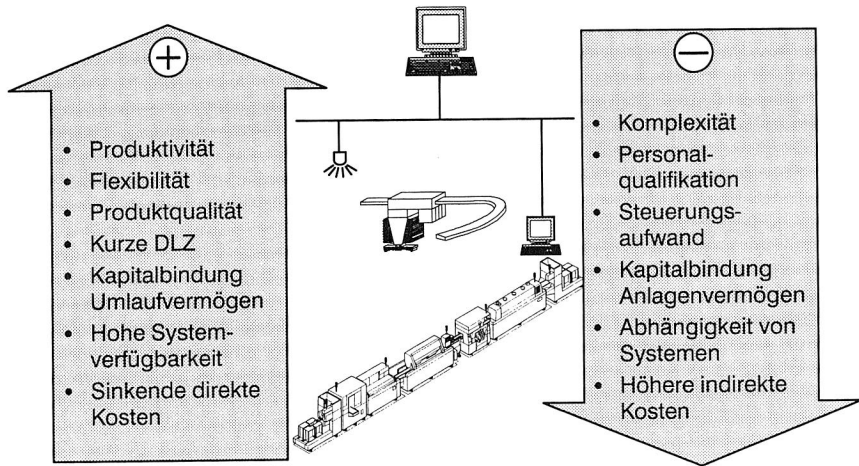 +
• Produktivität
• Flexibilität
• Produktqualität
• Kurze DLZ
• Kapitalbindung
Umlaufvermögen
• Hohe System-
verfügbarkeit
• Sinkende direkte
Kosten
−
• Komplexität
• Personal-
qualifikation
• Steuerungs-
aufwand
• Kapitalbindung
Anlagenvermögen
• Abhängigkeit von
Systemen
• Höhere indirekte
Kosten